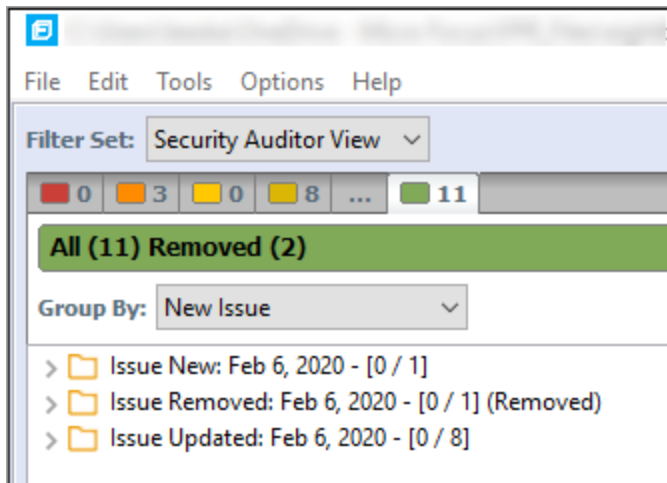 File Edit Tools Options Help
Filter Set: Security Auditor View
0 3 0 8 ... 11
All (11) Removed (2)
Group By: New Issue
Issue New: Feb 6, 2020 - [0 / 1]
Issue Removed: Feb 6, 2020 - [0 / 1] (Removed)
Issue Updated: Feb 6, 2020 - [0 / 8]